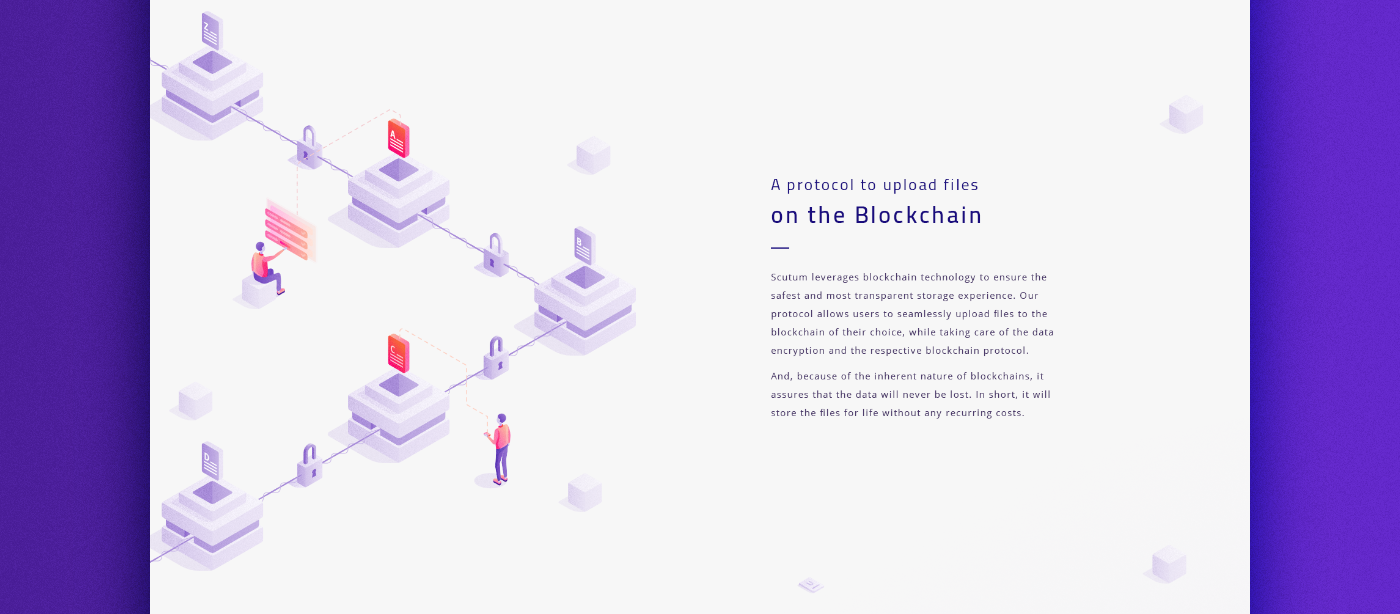 Z
A
B
C
D
A protocol to upload files
on the Blockchain
Scutum leverages blockchain technology to ensure the
safest and most transparent storage experience. Our
protocol allows users to seamlessly upload files to the
blockchain of their choice, while taking care of the data
encryption and the respective blockchain protocol.
And, because of the inherent nature of blockchains, it
assures that the data will never be lost. In short, it will
store the files for life without any recurring costs.